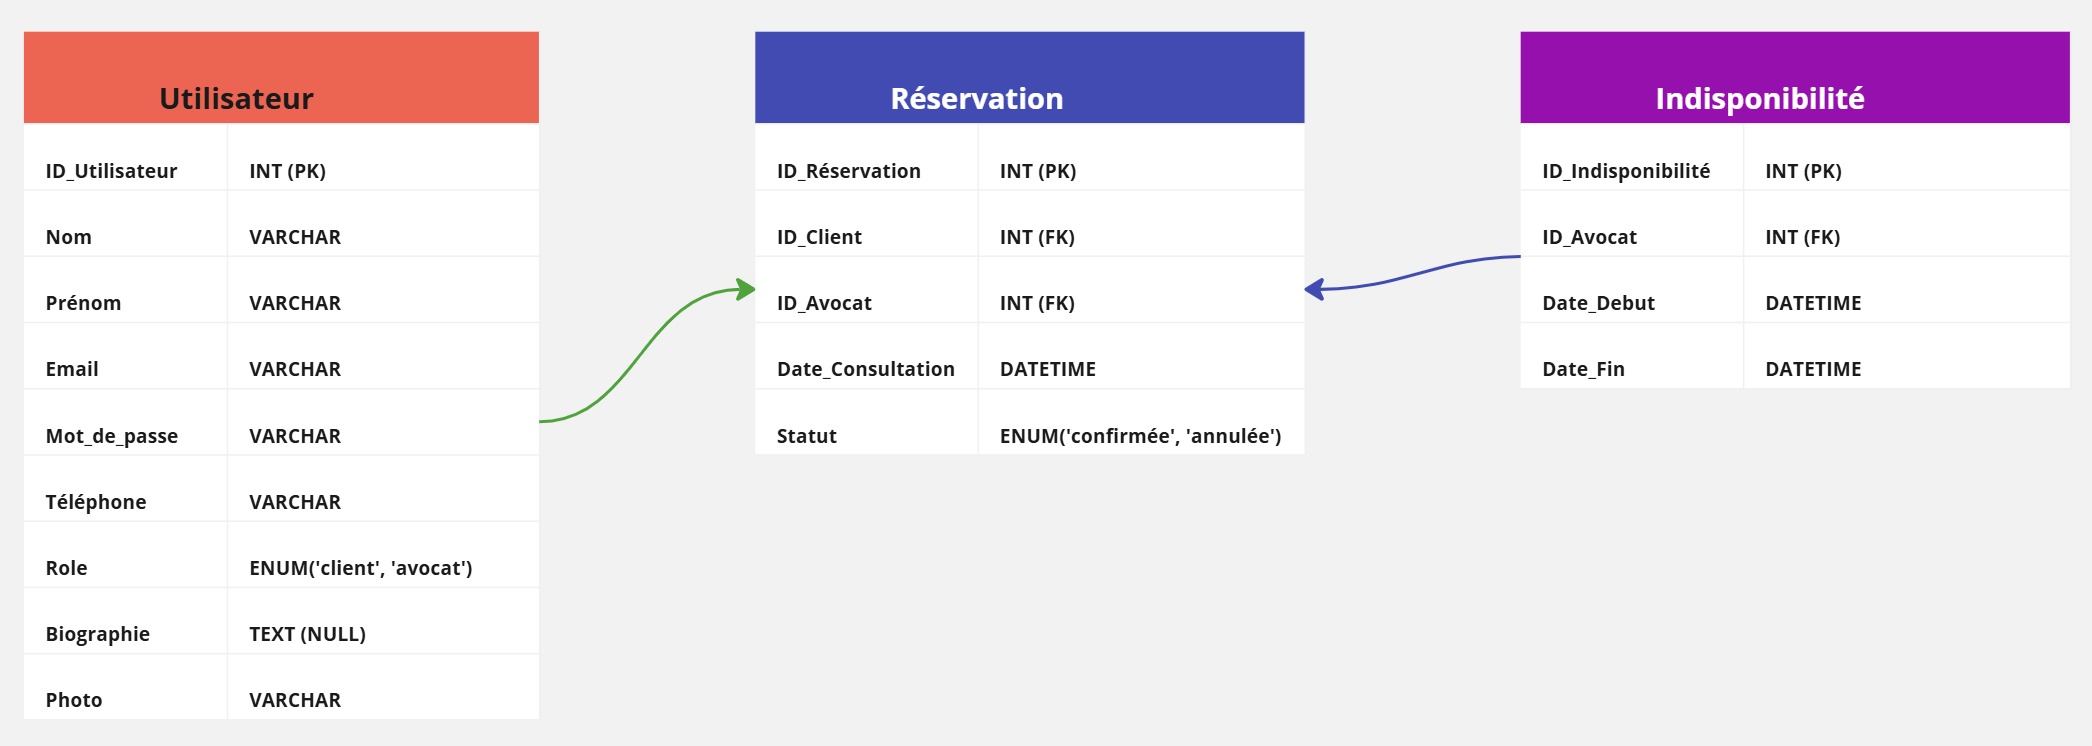 Utilisateur
ID_Utilisateur INT (PK)
Nom VARCHAR
Prénom VARCHAR
Email VARCHAR
Mot_de_passe VARCHAR
Téléphone VARCHAR
Role ENUM('client', 'avocat')
Biographie TEXT (NULL)
Photo VARCHAR
Réservation
ID_Réservation INT (PK)
ID_Client INT (FK)
ID_Avocat INT (FK)
Date_Consultation DATETIME
Statut ENUM('confirmée', 'annulée')
Indisponibilité
ID_Indisponibilité INT (PK)
ID_Avocat INT (FK)
Date_Debut DATETIME
Date_Fin DATETIME